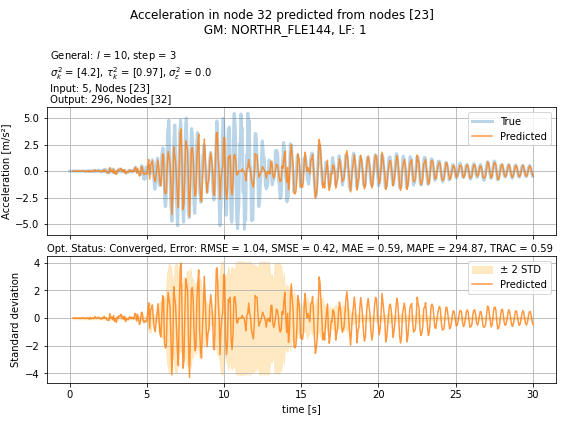 Acceleration in node 32 predicted from nodes [23]
GM: NORTHR_FLE144, LF: 1
General: l = 10, step = 3
σ²ₖ = [4.2], τ²ₖ = [0.97], σ²ε = 0.0
Input: 5, Nodes [23]
Output: 296, Nodes [32]
Acceleration [m/s²]
5.0
2.5
0.0
−2.5
−5.0
True
Predicted
Opt. Status: Converged, Error: RMSE = 1.04, SMSE = 0.42, MAE = 0.59, MAPE = 294.87, TRAC = 0.59
Standard deviation
4
2
0
−2
−4
± 2 STD
Predicted
0 5 10 15 20 25 30
time [s]